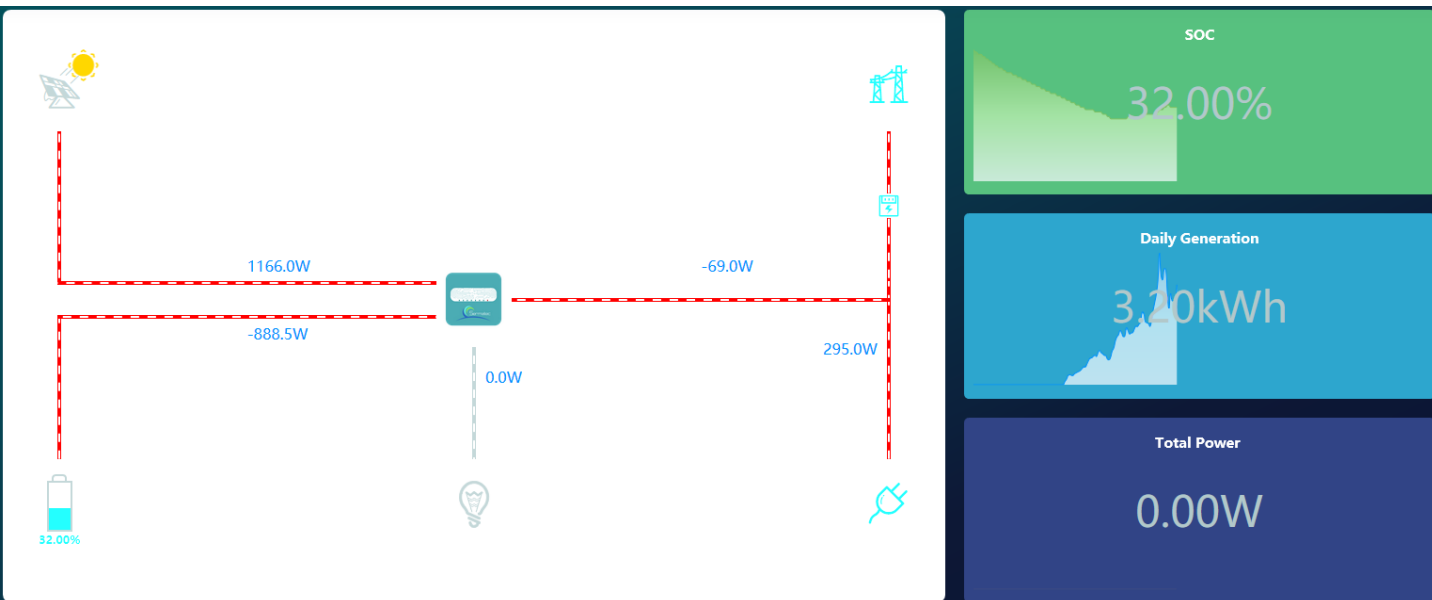 1166.0W
-69.0W
-888.5W
295.0W
0.0W
32.00%
SOC
32.00%
Daily Generation
3.20kWh
Total Power
0.00W